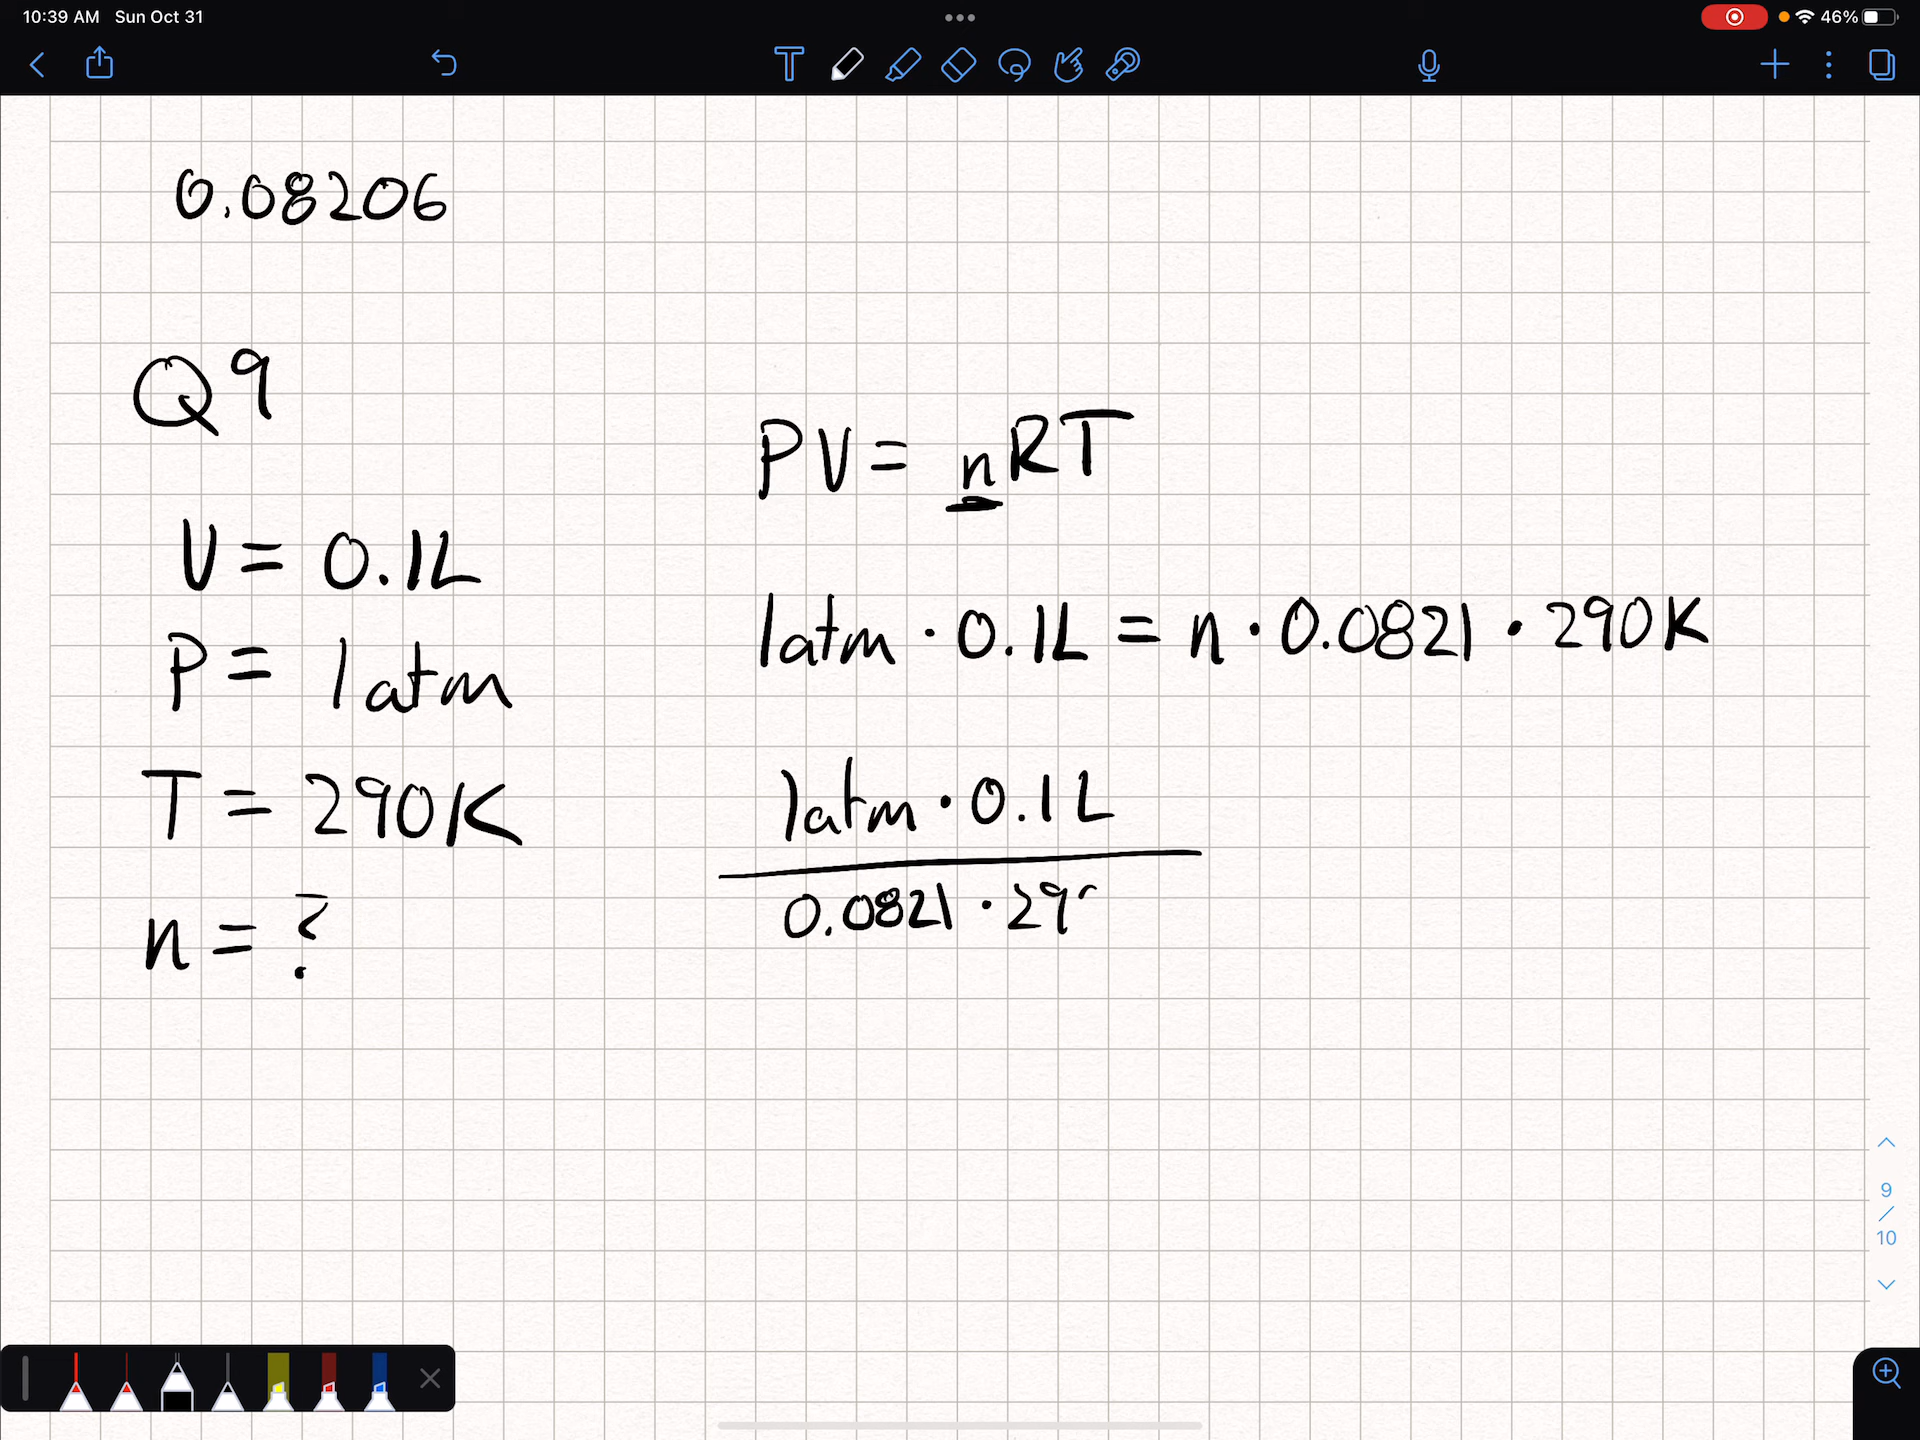 10:39 AM Sun Oct 31
46%
0.08206
Q9
PV = nRT
V = 0.1L
1atm · 0.1L = n · 0.0821 · 290K
P = 1atm
T = 290K
1atm · 0.1L
0.0821 · 29
n = ?
9
/
10